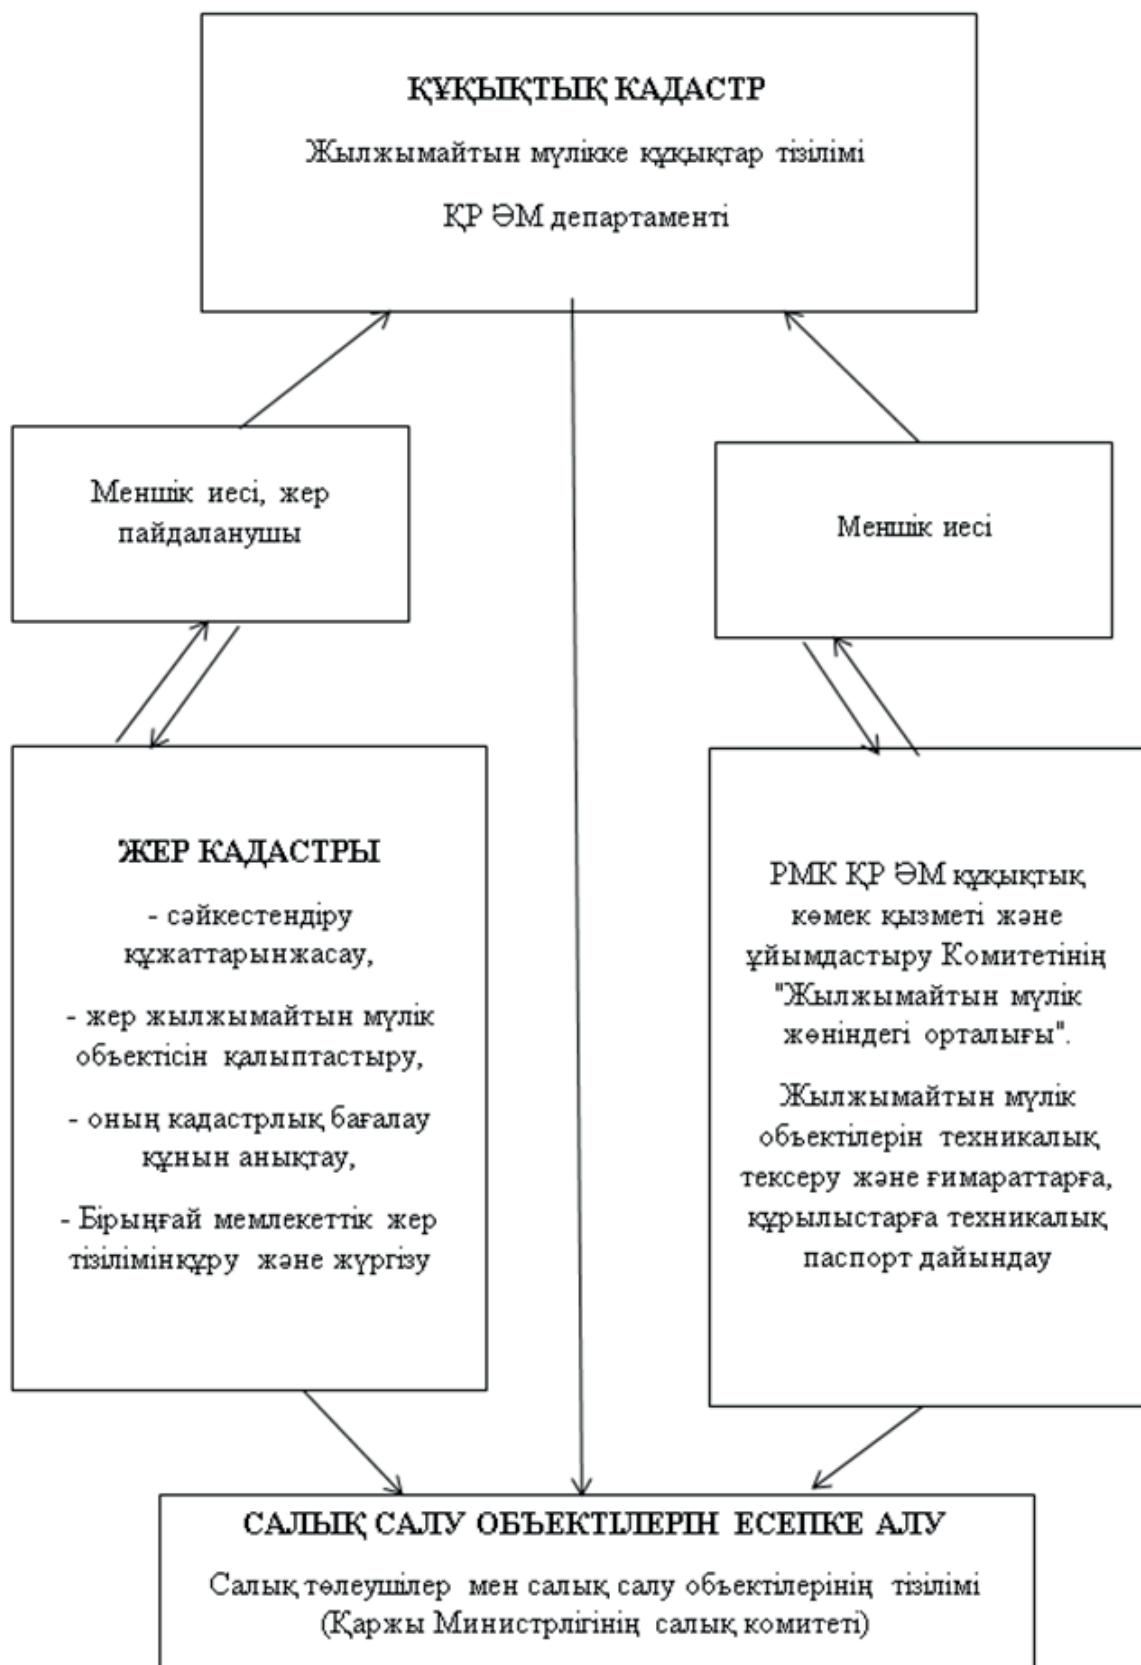 ҚҰҚЫҚТЫҚ КАДАСТР
Жылжымайтын мүлікке құқықтар тізілімі
ҚР ӘМ департаменті
Меншік иесі, жер
пайдаланушы
Меншік иесі
ЖЕР КАДАСТРЫ
- сәйкестендіру
құжаттарынжасау,
- жер жылжымайтын мүлік
объектісін қалыптастыру,
- оның кадастрлық бағалау
құнын анықтау,
- Бірыңғай мемлекеттік жер
тізілімінқұру және жүргізу
РМК ҚР ӘМ құқықтық
көмек қызметі және
ұйымдастыру Комитетінің
"Жылжымайтын мүлік
жөніндегі орталығы".
Жылжымайтын мүлік
объектілерін техникалық
тексеру және ғимараттарға,
құрылыстарға техникалық
паспорт дайындау
САЛЫҚ САЛУ ОБЪЕКТІЛЕРІН ЕСЕПКЕ АЛУ
Салық төлеушілер мен салық салу объектілерінің тізілімі
(Қаржы Министрлігінің салық комитеті)